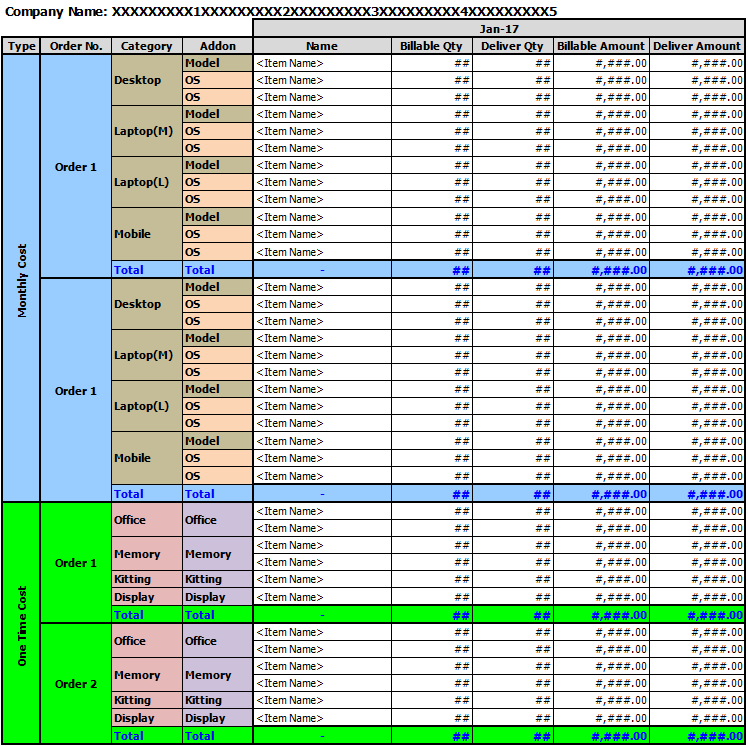 Company Name: XXXXXXXXX1XXXXXXXXX2XXXXXXXXX3XXXXXXXXX4XXXXXXXXX5
Jan-17
Type Order No. Category Addon Name Billable Qty Deliver Qty Billable Amount Deliver Amount
Monthly Cost Order 1 Desktop Model <Item Name> ## ## #,###.00 #,###.00
OS <Item Name> ## ## #,###.00 #,###.00
OS <Item Name> ## ## #,###.00 #,###.00
Laptop(M) Model <Item Name> ## ## #,###.00 #,###.00
OS <Item Name> ## ## #,###.00 #,###.00
OS <Item Name> ## ## #,###.00 #,###.00
Laptop(L) Model <Item Name> ## ## #,###.00 #,###.00
OS <Item Name> ## ## #,###.00 #,###.00
OS <Item Name> ## ## #,###.00 #,###.00
Mobile Model <Item Name> ## ## #,###.00 #,###.00
OS <Item Name> ## ## #,###.00 #,###.00
OS <Item Name> ## ## #,###.00 #,###.00
Total Total - ## ## #,###.00 #,###.00
Order 1 Desktop Model <Item Name> ## ## #,###.00 #,###.00
OS <Item Name> ## ## #,###.00 #,###.00
OS <Item Name> ## ## #,###.00 #,###.00
Laptop(M) Model <Item Name> ## ## #,###.00 #,###.00
OS <Item Name> ## ## #,###.00 #,###.00
OS <Item Name> ## ## #,###.00 #,###.00
Laptop(L) Model <Item Name> ## ## #,###.00 #,###.00
OS <Item Name> ## ## #,###.00 #,###.00
OS <Item Name> ## ## #,###.00 #,###.00
Mobile Model <Item Name> ## ## #,###.00 #,###.00
OS <Item Name> ## ## #,###.00 #,###.00
OS <Item Name> ## ## #,###.00 #,###.00
Total Total - ## ## #,###.00 #,###.00
One Time Cost Order 1 Office Office <Item Name> ## ## #,###.00 #,###.00
<Item Name> ## ## #,###.00 #,###.00
Memory Memory <Item Name> ## ## #,###.00 #,###.00
<Item Name> ## ## #,###.00 #,###.00
Kitting Kitting <Item Name> ## ## #,###.00 #,###.00
Display Display <Item Name> ## ## #,###.00 #,###.00
Total Total - ## ## #,###.00 #,###.00
Order 2 Office Office <Item Name> ## ## #,###.00 #,###.00
<Item Name> ## ## #,###.00 #,###.00
Memory Memory <Item Name> ## ## #,###.00 #,###.00
<Item Name> ## ## #,###.00 #,###.00
Kitting Kitting <Item Name> ## ## #,###.00 #,###.00
Display Display <Item Name> ## ## #,###.00 #,###.00
Total Total - ## ## #,###.00 #,###.00